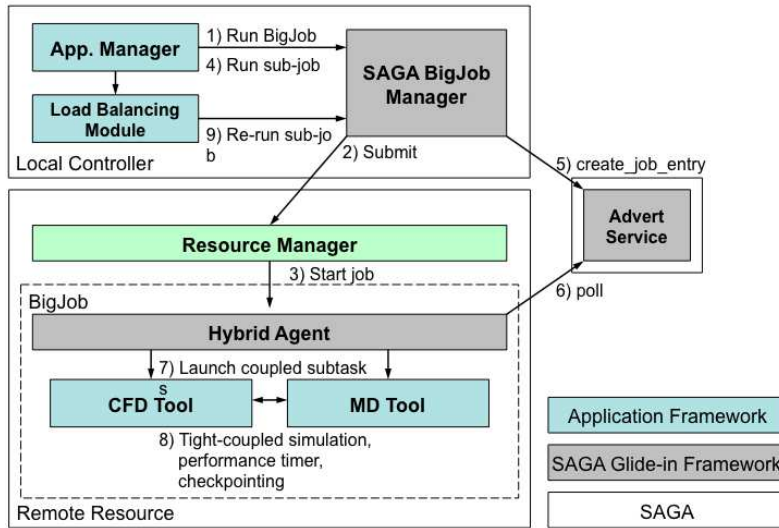 App. Manager
1) Run BigJob
4) Run sub-job
SAGA BigJob
Manager
Load Balancing
Module
9) Re-run sub-jo
b
Local Controller
2) Submit
5) create_job_entry
Advert
Service
Resource Manager
3) Start job
6) poll
BigJob
Hybrid Agent
7) Launch coupled subtask
s
CFD Tool
MD Tool
8) Tight-coupled simulation,
performance timer,
checkpointing
Remote Resource
Application Framework
SAGA Glide-in Framework
SAGA